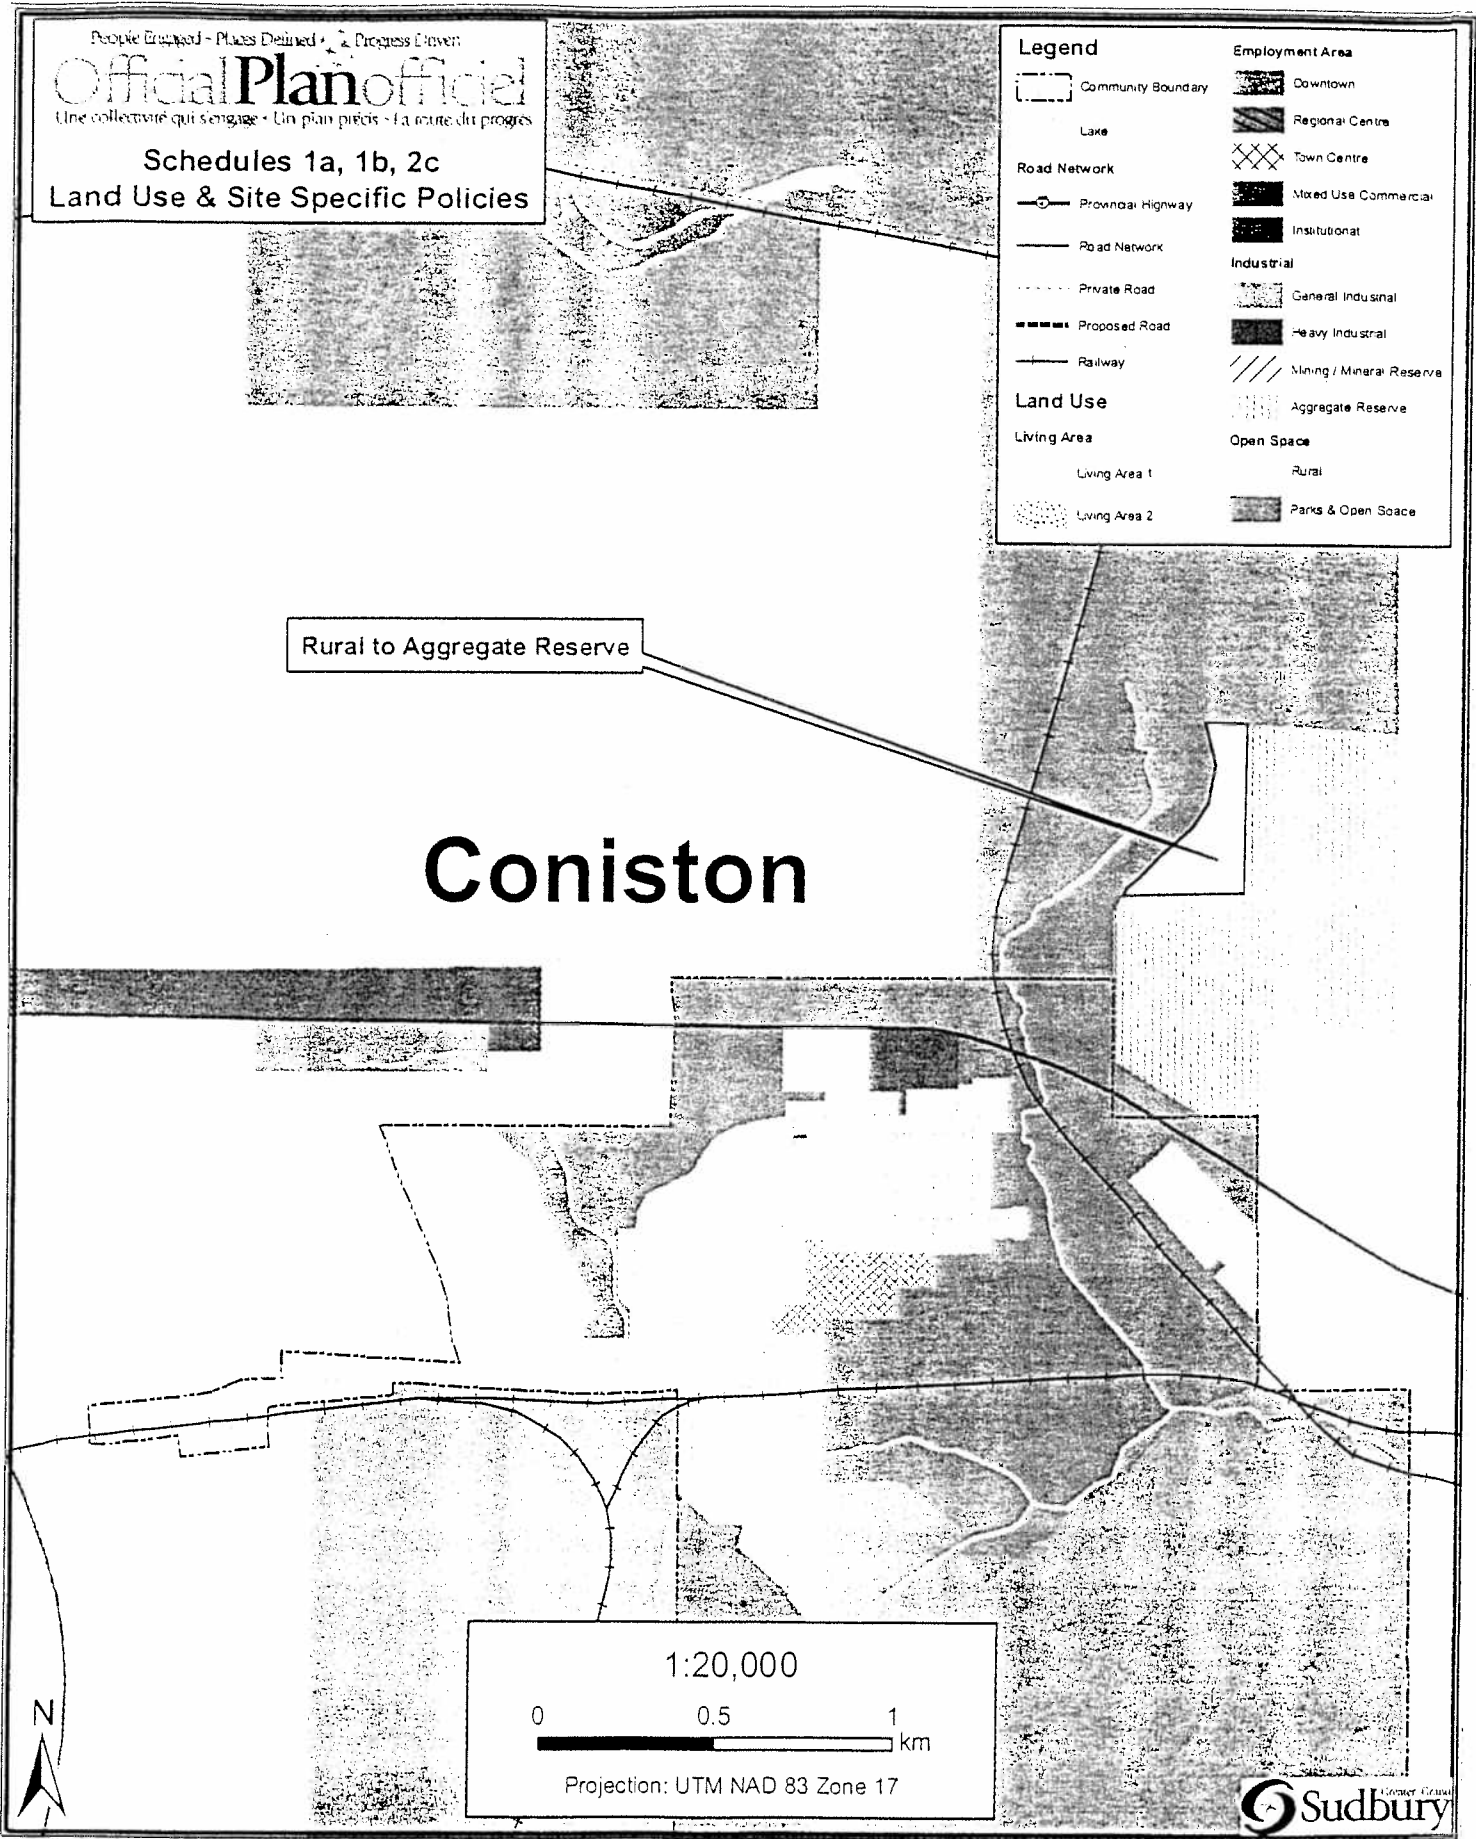 People Engaged - Places Defined - Progress Driven
OfficialPlanofficiel
Une collectivité qui s'engage - Un plan précis - La route du progrès
Schedules 1a, 1b, 2c
Land Use & Site Specific Policies
Legend
Community Boundary
Lake
Road Network
Provincial Highway
Road Network
Private Road
Proposed Road
Railway
Land Use
Living Area
Living Area 1
Living Area 2
Employment Area
Downtown
Regional Centre
Town Centre
Mixed Use Commercial
Institutional
Industrial
General Industrial
Heavy Industrial
Mining / Mineral Reserve
Aggregate Reserve
Open Space
Rural
Parks & Open Space
Rural to Aggregate Reserve
Coniston
1:20,000
0 0.5 1
km
Projection: UTM NAD 83 Zone 17
N
Sudbury